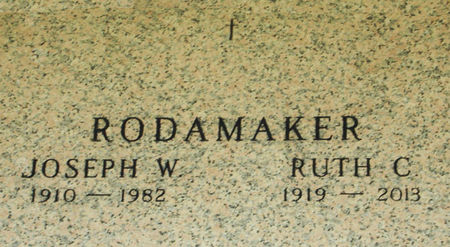 RODAMAKER
JOSEPH W RUTH C
1910 — 1982 1919 — 2013